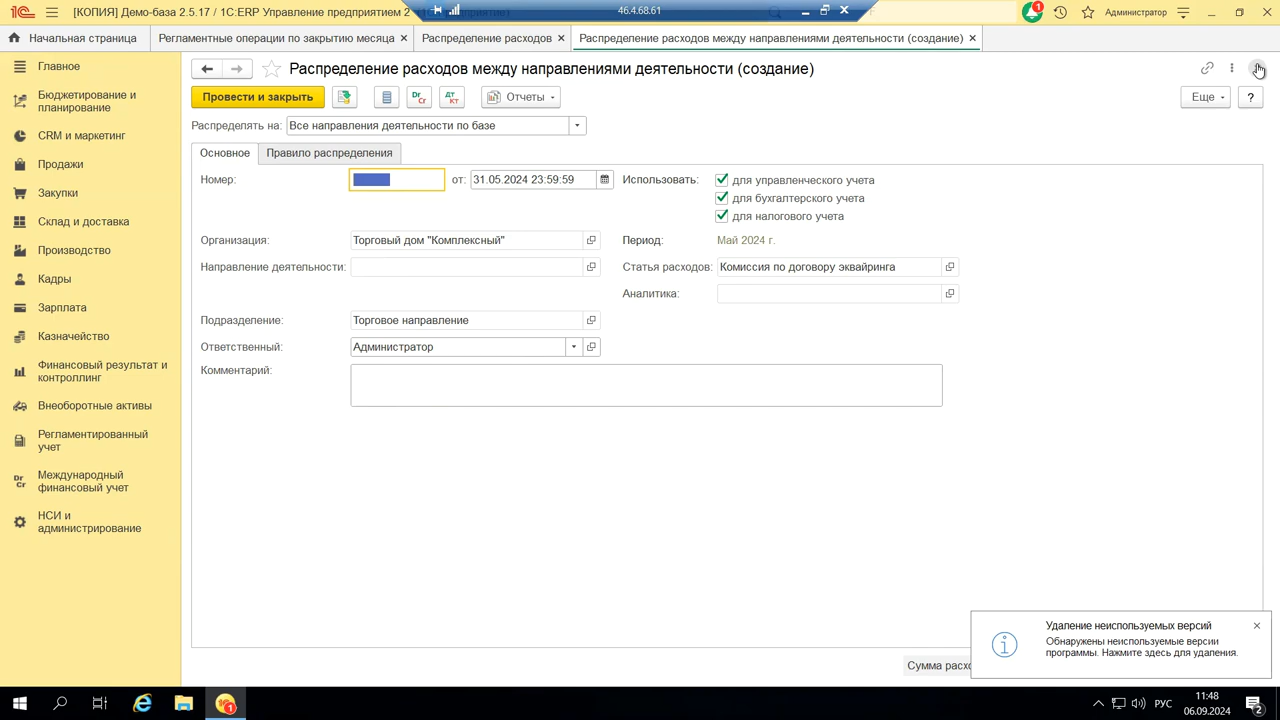 [КОПИЯ] Демо-база 2.5.17 / 1С:ERP Управление предприятием 2
46.4.68.61
Администратор
Начальная страница
Регламентные операции по закрытию месяца
Распределение расходов
Распределение расходов между направлениями деятельности (создание)
Главное
Бюджетирование и
планирование
CRM и маркетинг
Продажи
Закупки
Склад и доставка
Производство
Кадры
Зарплата
Казначейство
Финансовый результат и
контроллинг
Внеоборотные активы
Регламентированный
учет
Международный
финансовый учет
НСИ и
администрирование
Распределение расходов между направлениями деятельности (создание)
Провести и закрыть
Dr Cr
Дт Кт
Отчеты
Еще
?
Распределять на: Все направления деятельности по базе
Основное
Правило распределения
Номер:
от: 31.05.2024 23:59:59
Использовать:
для управленческого учета
для бухгалтерского учета
для налогового учета
Организация: Торговый дом "Комплексный"
Период: Май 2024 г.
Направление деятельности:
Статья расходов: Комиссия по договору эквайринга
Аналитика:
Подразделение: Торговое направление
Ответственный: Администратор
Комментарий:
Удаление неиспользуемых версий
Обнаружены неиспользуемые версии
программы. Нажмите здесь для удаления.
Сумма
РУС
11:48
06.09.2024
2